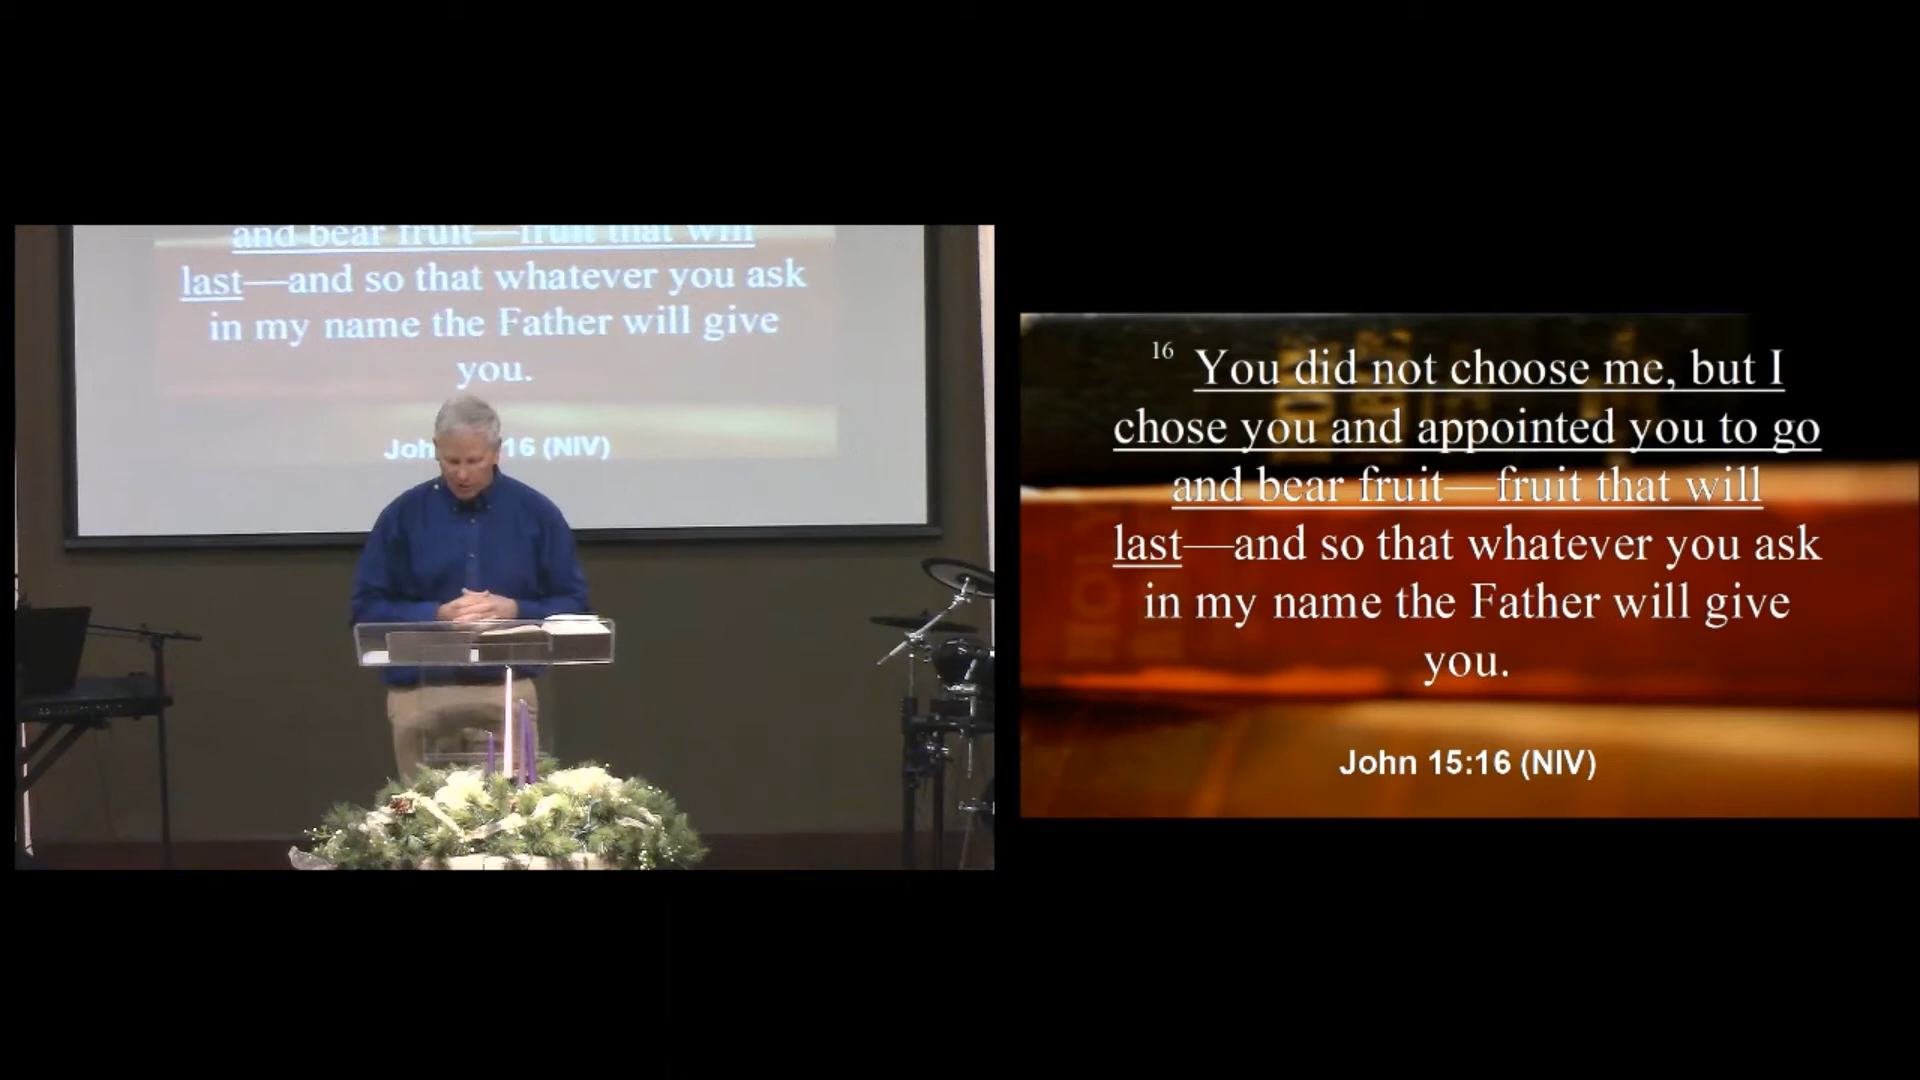 and bear fruit—fruit that will
last—and so that whatever you ask
in my name the Father will give
you.
Joh 16 (NIV)
16 You did not choose me, but I
chose you and appointed you to go
and bear fruit—fruit that will
last—and so that whatever you ask
in my name the Father will give
you.
John 15:16 (NIV)
HOLY